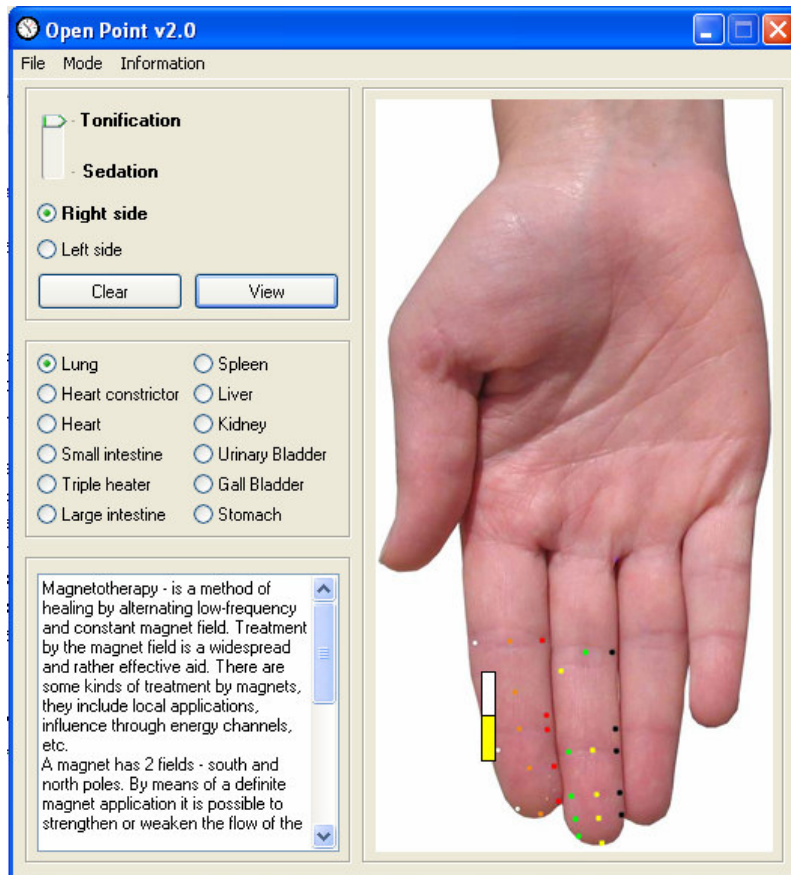 Open Point v2.0
File Mode Information
Tonification
Sedation
Right side
Left side
Clear View
Lung Spleen
Heart constrictor Liver
Heart Kidney
Small intestine Urinary Bladder
Triple heater Gall Bladder
Large intestine Stomach
Magnetotherapy - is a method of
healing by alternating low-frequency
and constant magnet field. Treatment
by the magnet field is a widespread
and rather effective aid. There are
some kinds of treatment by magnets,
they include local applications,
influence through energy channels,
etc.
A magnet has 2 fields - south and
north poles. By means of a definite
magnet application it is possible to
strengthen or weaken the flow of the